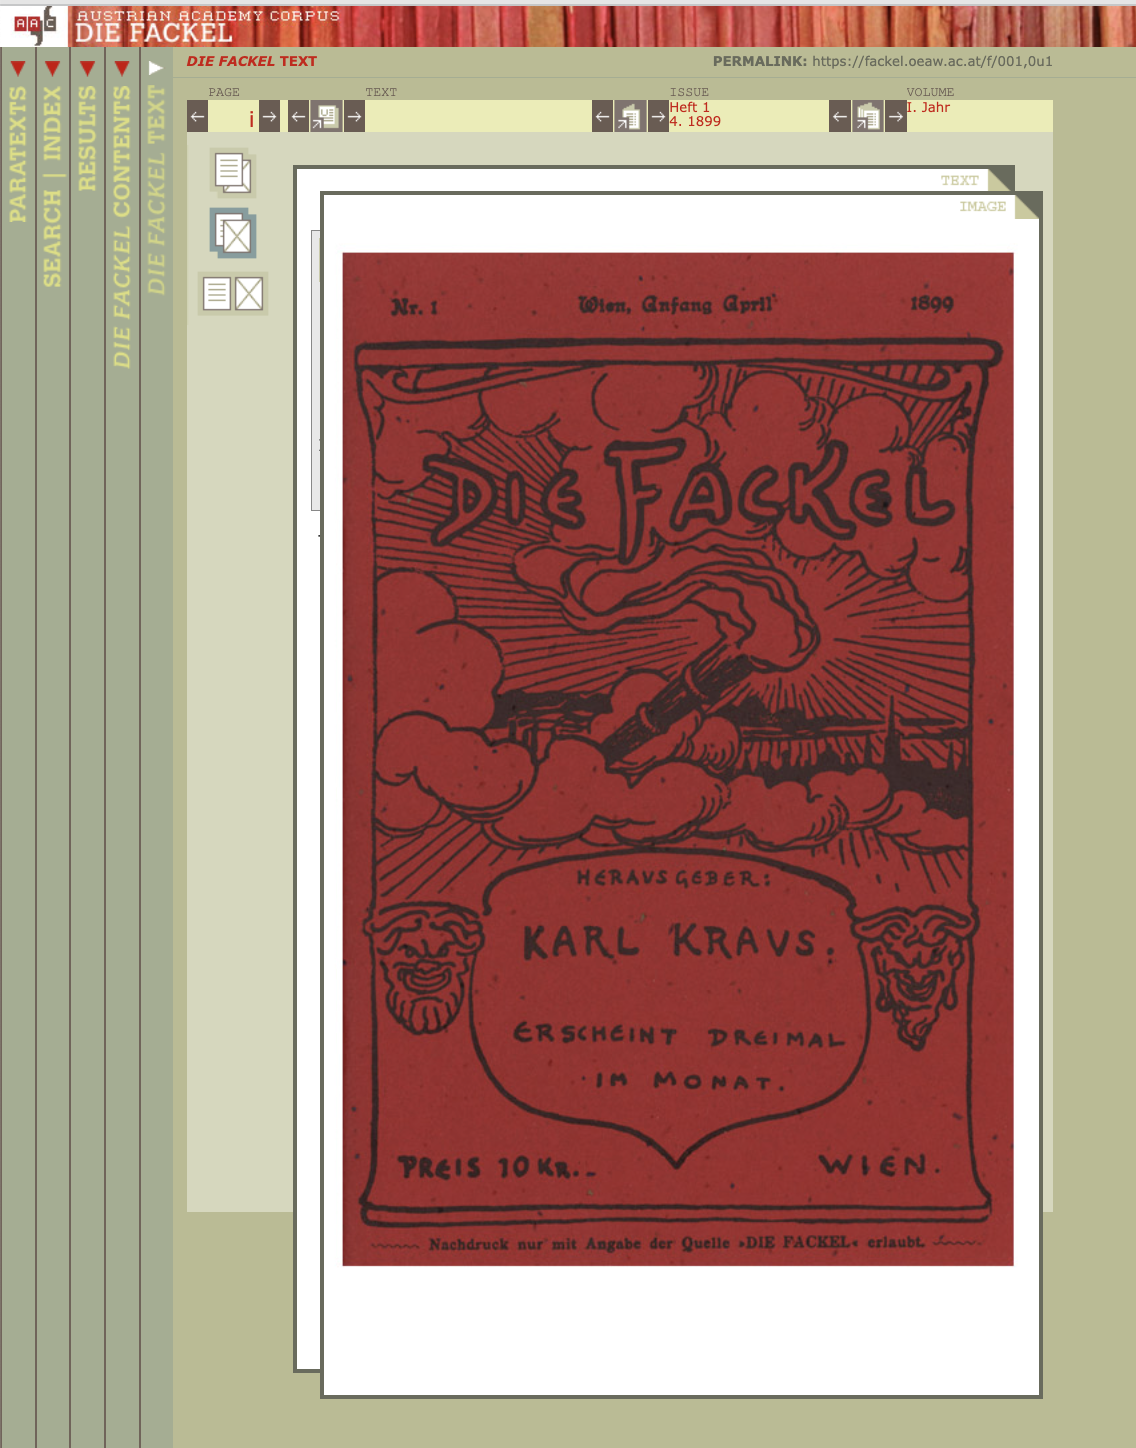 AAC
AUSTRIAN ACADEMY CORPUS
DIE FACKEL
PARATEXTS
SEARCH | INDEX
RESULTS
DIE FACKEL CONTENTS
DIE FACKEL TEXT
DIE FACKEL TEXT
PERMALINK: https://fackel.oeaw.ac.at/f/001,0u1
PAGE
TEXT
ISSUE
VOLUME
i
Heft 1
4. 1899
I. Jahr
TEXT
IMAGE
Nr. 1 Wien, Anfang April 1899
DIE FACKEL
HERAVSGEBER:
KARL KRAVS.
ERSCHEINT DREIMAL
IM MONAT.
PREIS 10 KR.
WIEN.
Nachdruck nur mit Angabe der Quelle »DIE FACKEL« erlaubt.